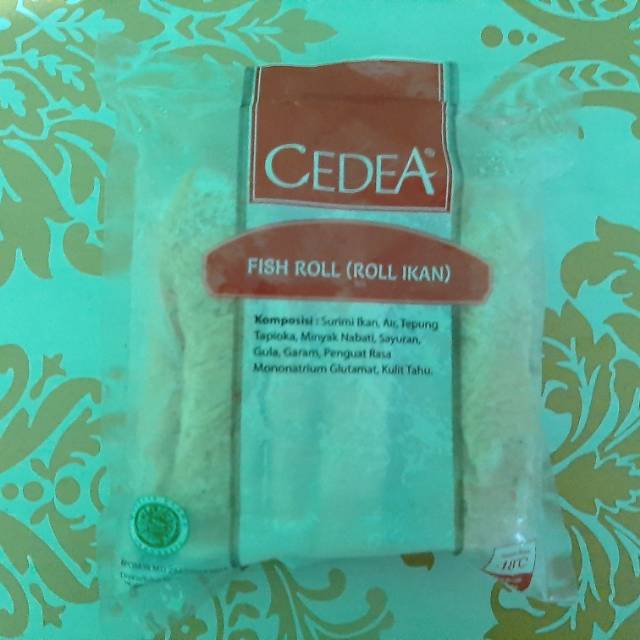 CEDEA
FISH ROLL (ROLL IKAN)
Komposisi : Surimi Ikan, Air, Tepung
Tapioka, Minyak Nabati, Sayuran,
Gula, Garam, Penguat Rasa
Mononatrium Glutamat, Kulit Tahu.
-18°C